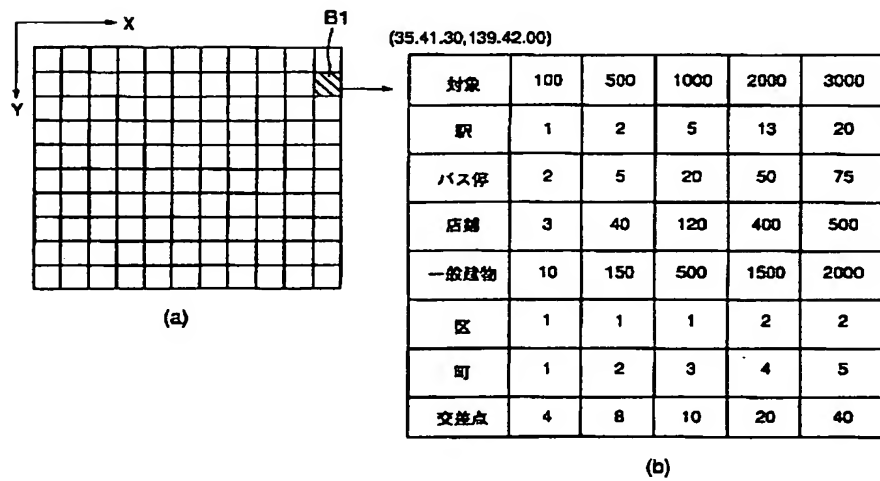 B1
X
Y
(a)
(35.41.30,139.42.00)
対象 100 500 1000 2000 3000
駅 1 2 5 13 20
バス停 2 5 20 50 75
店舗 3 40 120 400 500
一般建物 10 150 500 1500 2000
区 1 1 1 2 2
町 1 2 3 4 5
交差点 4 8 10 20 40
(b)